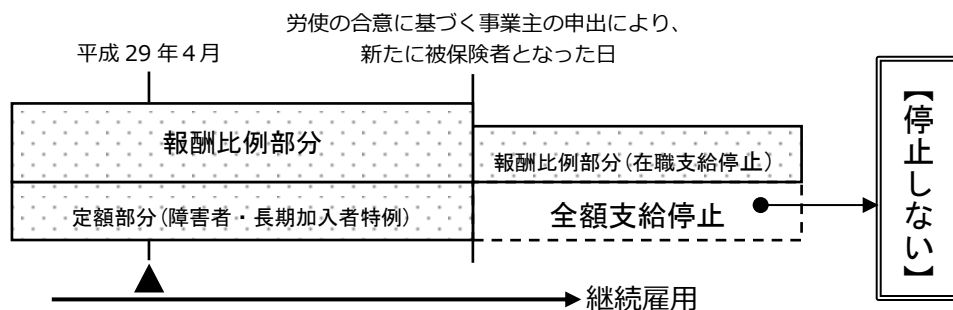 労使の合意に基づく事業主の申出により、
新たに被保険者となった日
平成 29 年４月
報酬比例部分
報酬比例部分（在職支給停止）
定額部分（障害者・長期加入者特例）
全額支給停止
【停止しない】
継続雇用